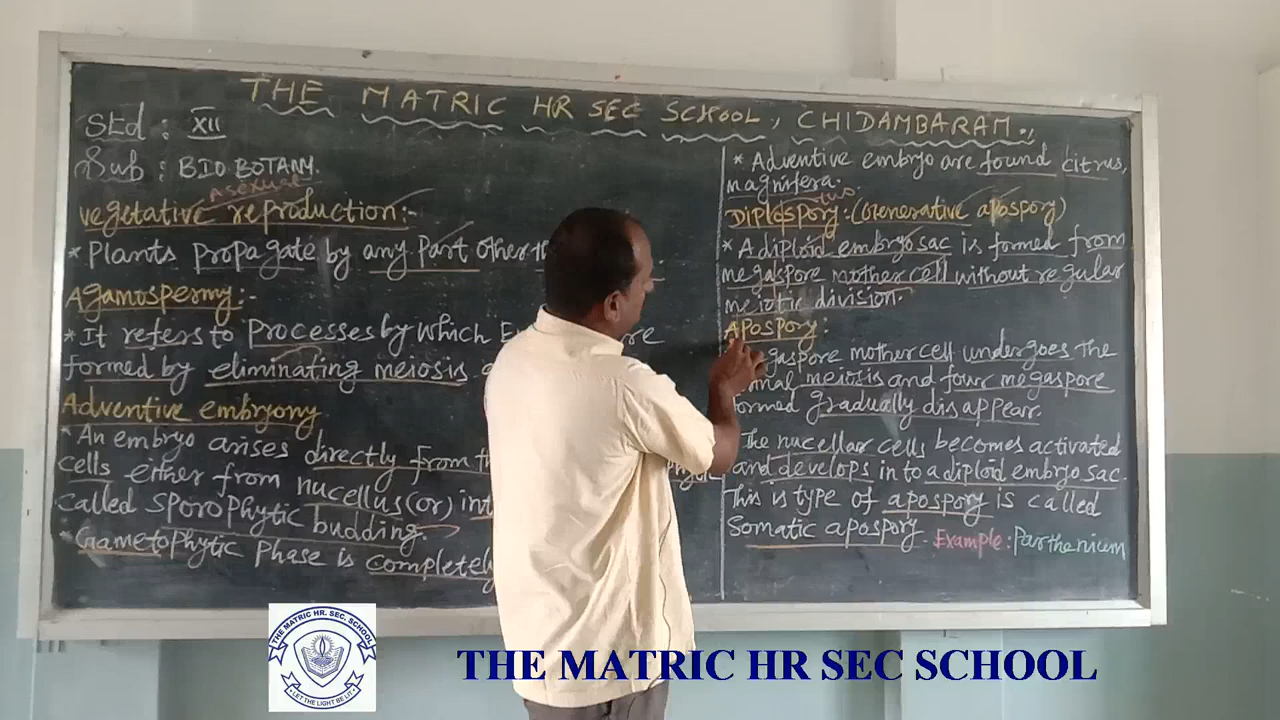 THE MATRIC HR SEC SCHOOL, CHIDAMBARAM.,
Std : XII
Sub : BIO BOTANY.
Asexual
Vegetative reproduction:-
* Plants propagate by any part other
Agamospermy:-
* It refers to processes by which
formed by eliminating meiosis
Adventive embryony
* An embryo arises directly from
cells either from nucellus (or)
called sporophytic budding.
* Gametophytic phase is completely
* Adventive embryo are found citrus,
magnifera.
Diplospory: (Generative apospory)
* A diploid embryo sac is formed from
megaspore mother cell without regular
meiotic division.
Apospory:
mother cell undergoes the
meiosis and four megaspore
formed gradually disappear.
The nucellar cells becomes activated
and develops in to a diploid embryo sac.
This is type of apospory is called
Somatic apospory. Example: Parthenicem
THE MATRIC HR. SEC. SCHOOL
LET THE LIGHT BE LIT
THE MATRIC HR SEC SCHOOL